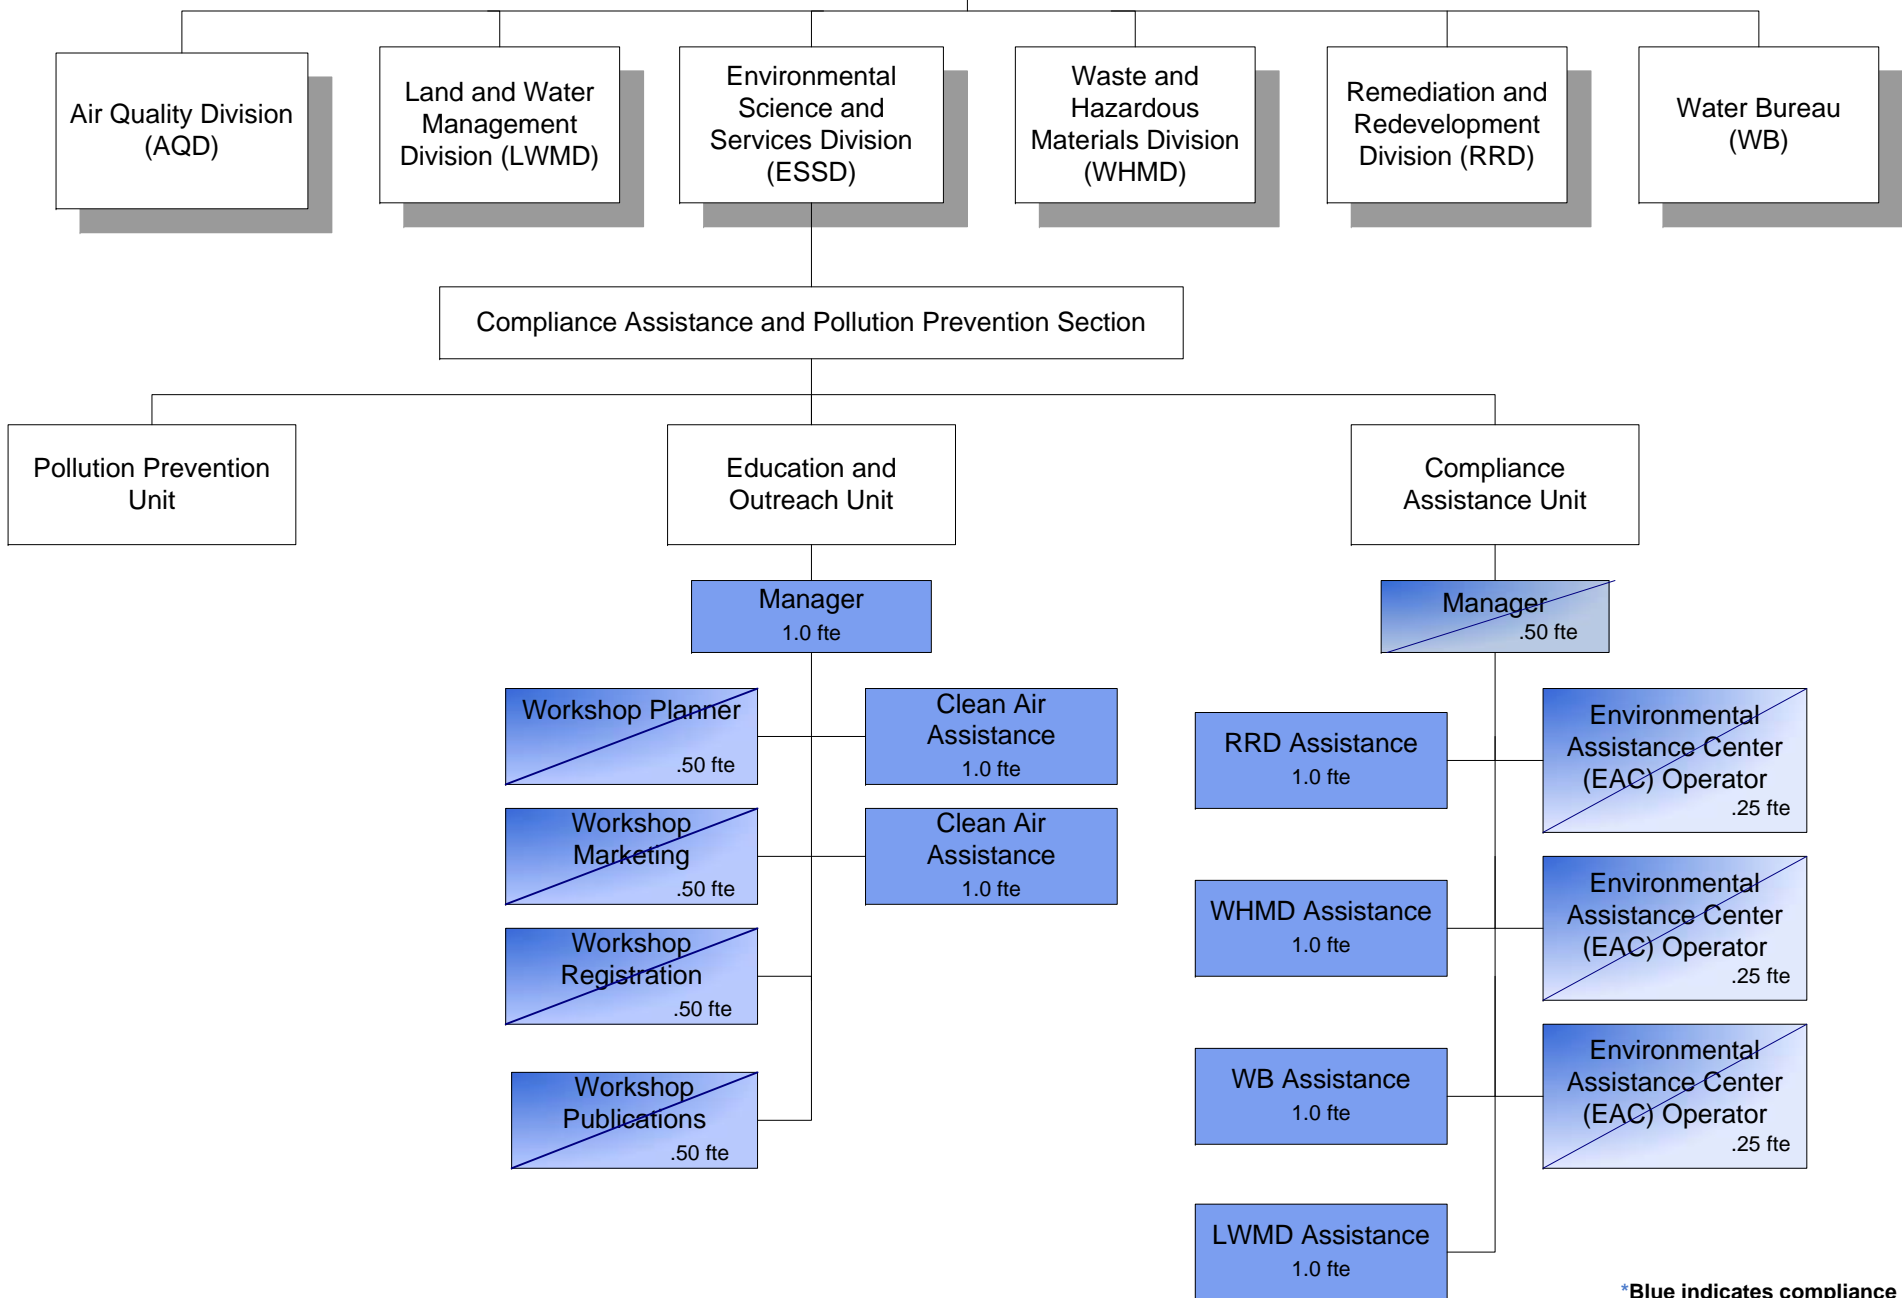 Air Quality Division
(AQD)
Land and Water
Management
Division (LWMD)
Environmental
Science and
Services Division
(ESSD)
Waste and
Hazardous
Materials Division
(WHMD)
Remediation and
Redevelopment
Division (RRD)
Water Bureau
(WB)
Compliance Assistance and Pollution Prevention Section
Pollution Prevention
Unit
Education and
Outreach Unit
Compliance
Assistance Unit
Manager
1.0 fte
Workshop Planner
.50 fte
Clean Air
Assistance
1.0 fte
Workshop
Marketing
.50 fte
Clean Air
Assistance
1.0 fte
Workshop
Registration
.50 fte
Workshop
Publications
.50 fte
Manager
.50 fte
RRD Assistance
1.0 fte
Environmental
Assistance Center
(EAC) Operator
.25 fte
WHMD Assistance
1.0 fte
Environmental
Assistance Center
(EAC) Operator
.25 fte
WB Assistance
1.0 fte
Environmental
Assistance Center
(EAC) Operator
.25 fte
LWMD Assistance
1.0 fte
*Blue indicates compliance